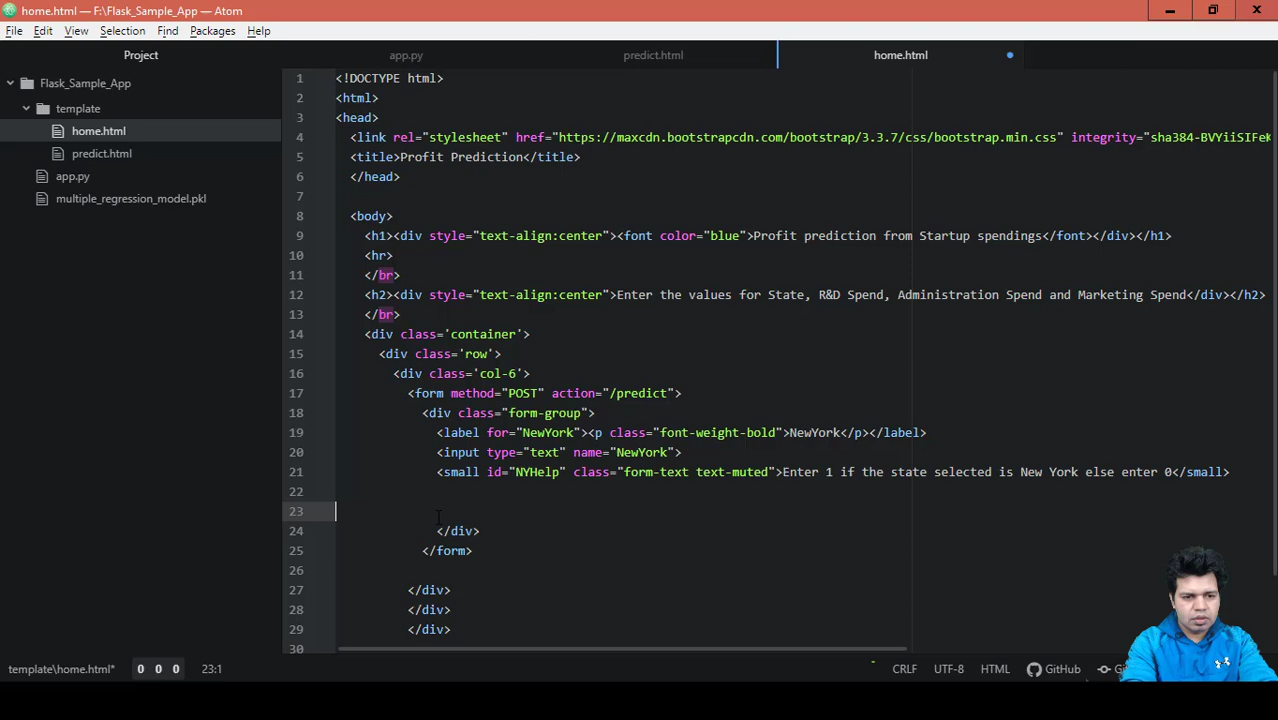 home.html — F:\Flask_Sample_App — Atom
File Edit View Selection Find Packages Help
Project app.py predict.html home.html
Flask_Sample_App
template
home.html
predict.html
app.py
multiple_regression_model.pkl
1 <!DOCTYPE html>
2 <html>
3 <head>
4 <link rel="stylesheet" href="https://maxcdn.bootstrapcdn.com/bootstrap/3.3.7/css/bootstrap.min.css" integrity="sha384-BVYiiSIFeK
5 <title>Profit Prediction</title>
6 </head>
7
8 <body>
9 <h1><div style="text-align:center"><font color="blue">Profit prediction from Startup spendings</font></div></h1>
10 <hr>
11 </br>
12 <h2><div style="text-align:center">Enter the values for State, R&D Spend, Administration Spend and Marketing Spend</div></h2>
13 </br>
14 <div class='container'>
15 <div class='row'>
16 <div class='col-6'>
17 <form method="POST" action="/predict">
18 <div class="form-group">
19 <label for="NewYork"><p class="font-weight-bold">NewYork</p></label>
20 <input type="text" name="NewYork">
21 <small id="NYHelp" class="form-text text-muted">Enter 1 if the state selected is New York else enter 0</small>
22
23
24 </div>
25 </form>
26
27 </div>
28 </div>
29 </div>
30
template\home.html* 0 0 0 23:1 CRLF UTF-8 HTML GitHub